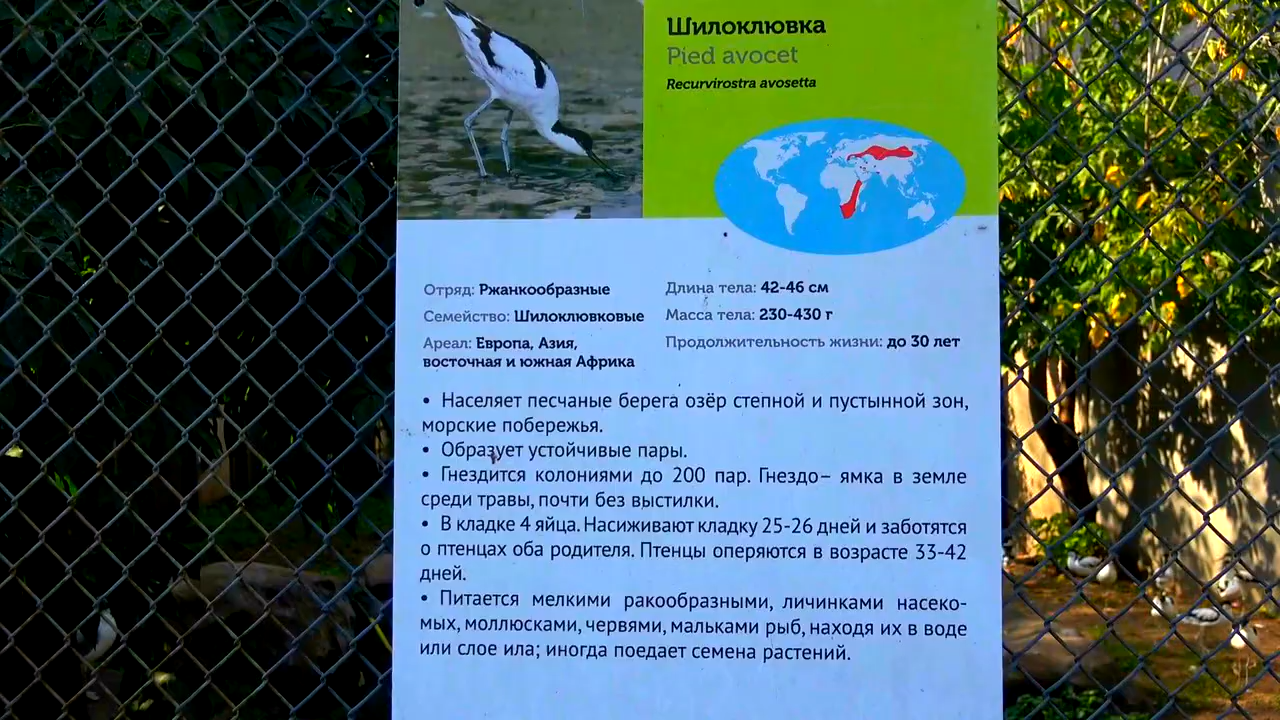 Шилоклювка
Pied avocet
Recurvirostra avosetta
Отряд: Ржанкообразные
Семейство: Шилоклювковые
Ареал: Европа, Азия,
восточная и южная Африка
Длина тела: 42-46 см
Масса тела: 230-430 г
Продолжительность жизни: до 30 лет
• Населяет песчаные берега озёр степной и пустынной зон,
морские побережья.
• Образует устойчивые пары.
• Гнездится колониями до 200 пар. Гнездо– ямка в земле
среди травы, почти без выстилки.
• В кладке 4 яйца. Насиживают кладку 25-26 дней и заботятся
о птенцах оба родителя. Птенцы оперяются в возрасте 33-42
дней.
• Питается мелкими ракообразными, личинками насеко-
мых, моллюсками, червями, мальками рыб, находя их в воде
или слое ила; иногда поедает семена растений.